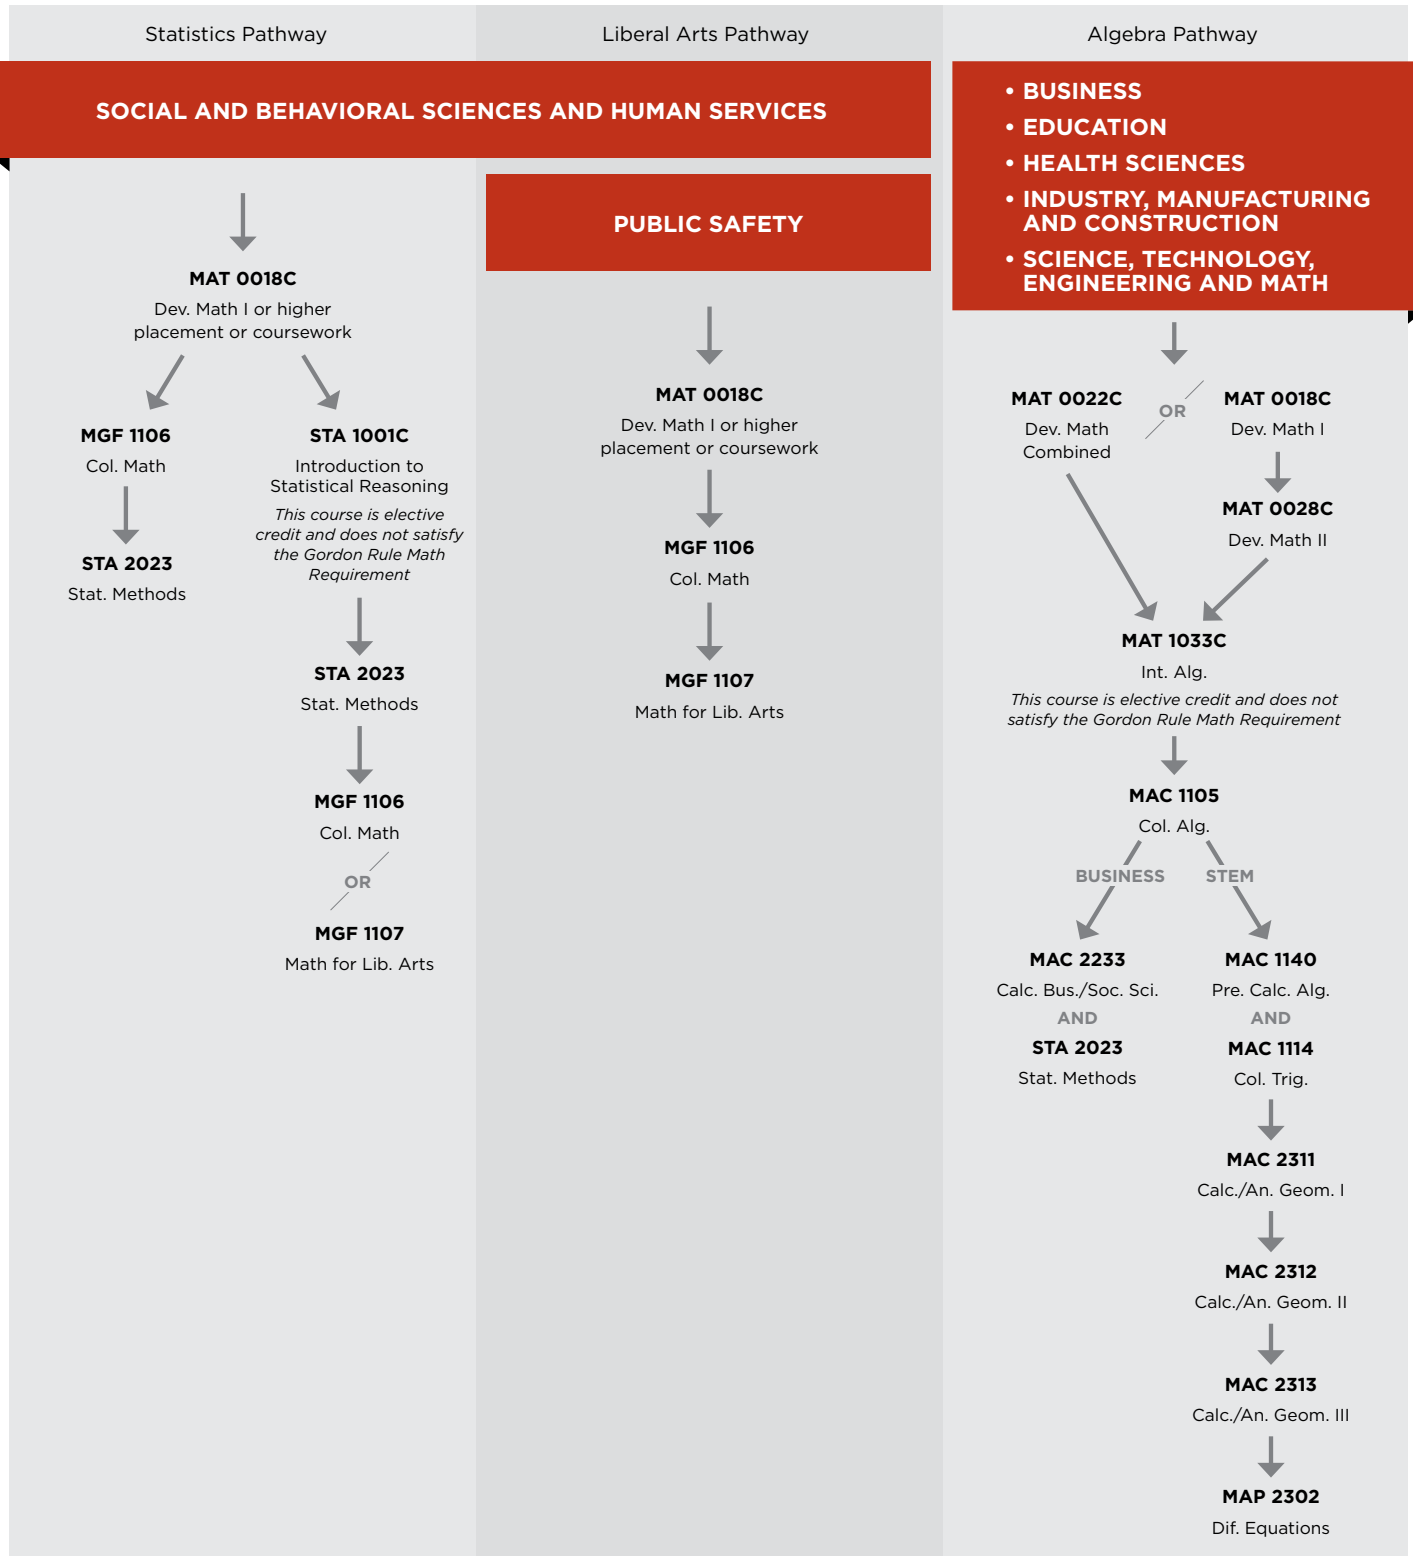 Statistics Pathway
SOCIAL AND BEHAVIORAL SCIENCES AND HUMAN SERVICES
MAT 0018C
Dev. Math I or higher
placement or coursework
MGF 1106
Col. Math
STA 2023
Stat. Methods
STA 1001C
Introduction to
Statistical Reasoning
This course is elective
credit and does not satisfy
the Gordon Rule Math
Requirement
STA 2023
Stat. Methods
MGF 1106
Col. Math
OR
MGF 1107
Math for Lib. Arts
Liberal Arts Pathway
PUBLIC SAFETY
MAT 0018C
Dev. Math I or higher
placement or coursework
MGF 1106
Col. Math
MGF 1107
Math for Lib. Arts
Algebra Pathway
• BUSINESS
• EDUCATION
• HEALTH SCIENCES
• INDUSTRY, MANUFACTURING
AND CONSTRUCTION
• SCIENCE, TECHNOLOGY,
ENGINEERING AND MATH
MAT 0022C
Dev. Math
Combined
OR
MAT 0018C
Dev. Math I
MAT 0028C
Dev. Math II
MAT 1033C
Int. Alg.
This course is elective credit and does not
satisfy the Gordon Rule Math Requirement
MAC 1105
Col. Alg.
BUSINESS
MAC 2233
Calc. Bus./Soc. Sci.
AND
STA 2023
Stat. Methods
STEM
MAC 1140
Pre. Calc. Alg.
AND
MAC 1114
Col. Trig.
MAC 2311
Calc./An. Geom. I
MAC 2312
Calc./An. Geom. II
MAC 2313
Calc./An. Geom. III
MAP 2302
Dif. Equations